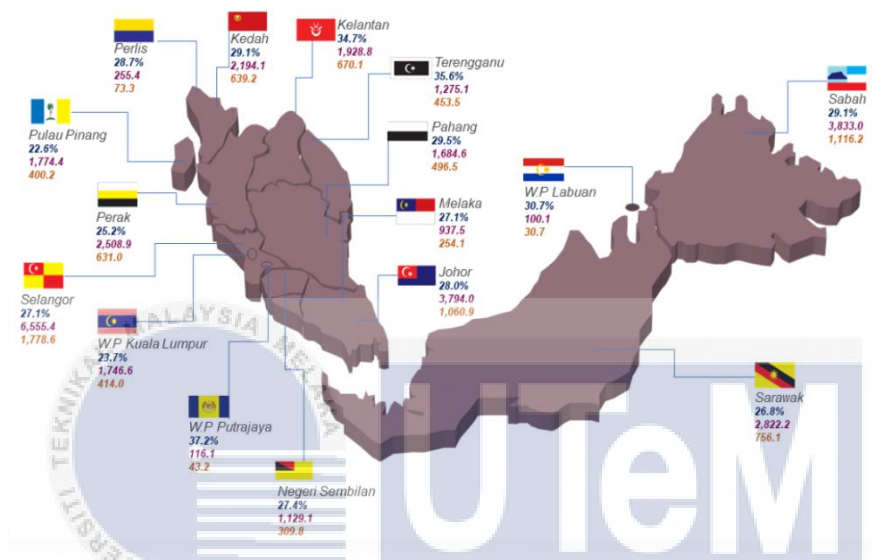 Perlis
28.7%
255.4
73.3
Kedah
29.1%
2,194.1
639.2
Kelantan
34.7%
1,928.8
670.1
Terengganu
35.6%
1,275.1
453.5
Pulau Pinang
22.6%
1,774.4
400.2
Pahang
29.5%
1,684.6
496.5
Sabah
29.1%
3,833.0
1,116.2
Perak
25.2%
2,508.9
631.0
Melaka
27.1%
937.5
254.1
W.P Labuan
30.7%
100.1
30.7
Selangor
27.1%
6,555.4
1,778.6
Johor
28.0%
3,794.0
1,060.9
W.P Kuala Lumpur
23.7%
1,746.6
414.0
W.P Putrajaya
37.2%
116.1
43.2
Sarawak
26.8%
2,822.2
756.1
Negeri Sembilan
27.4%
1,129.1
309.8
TEKNIKAL MALAYSIA
UTeM